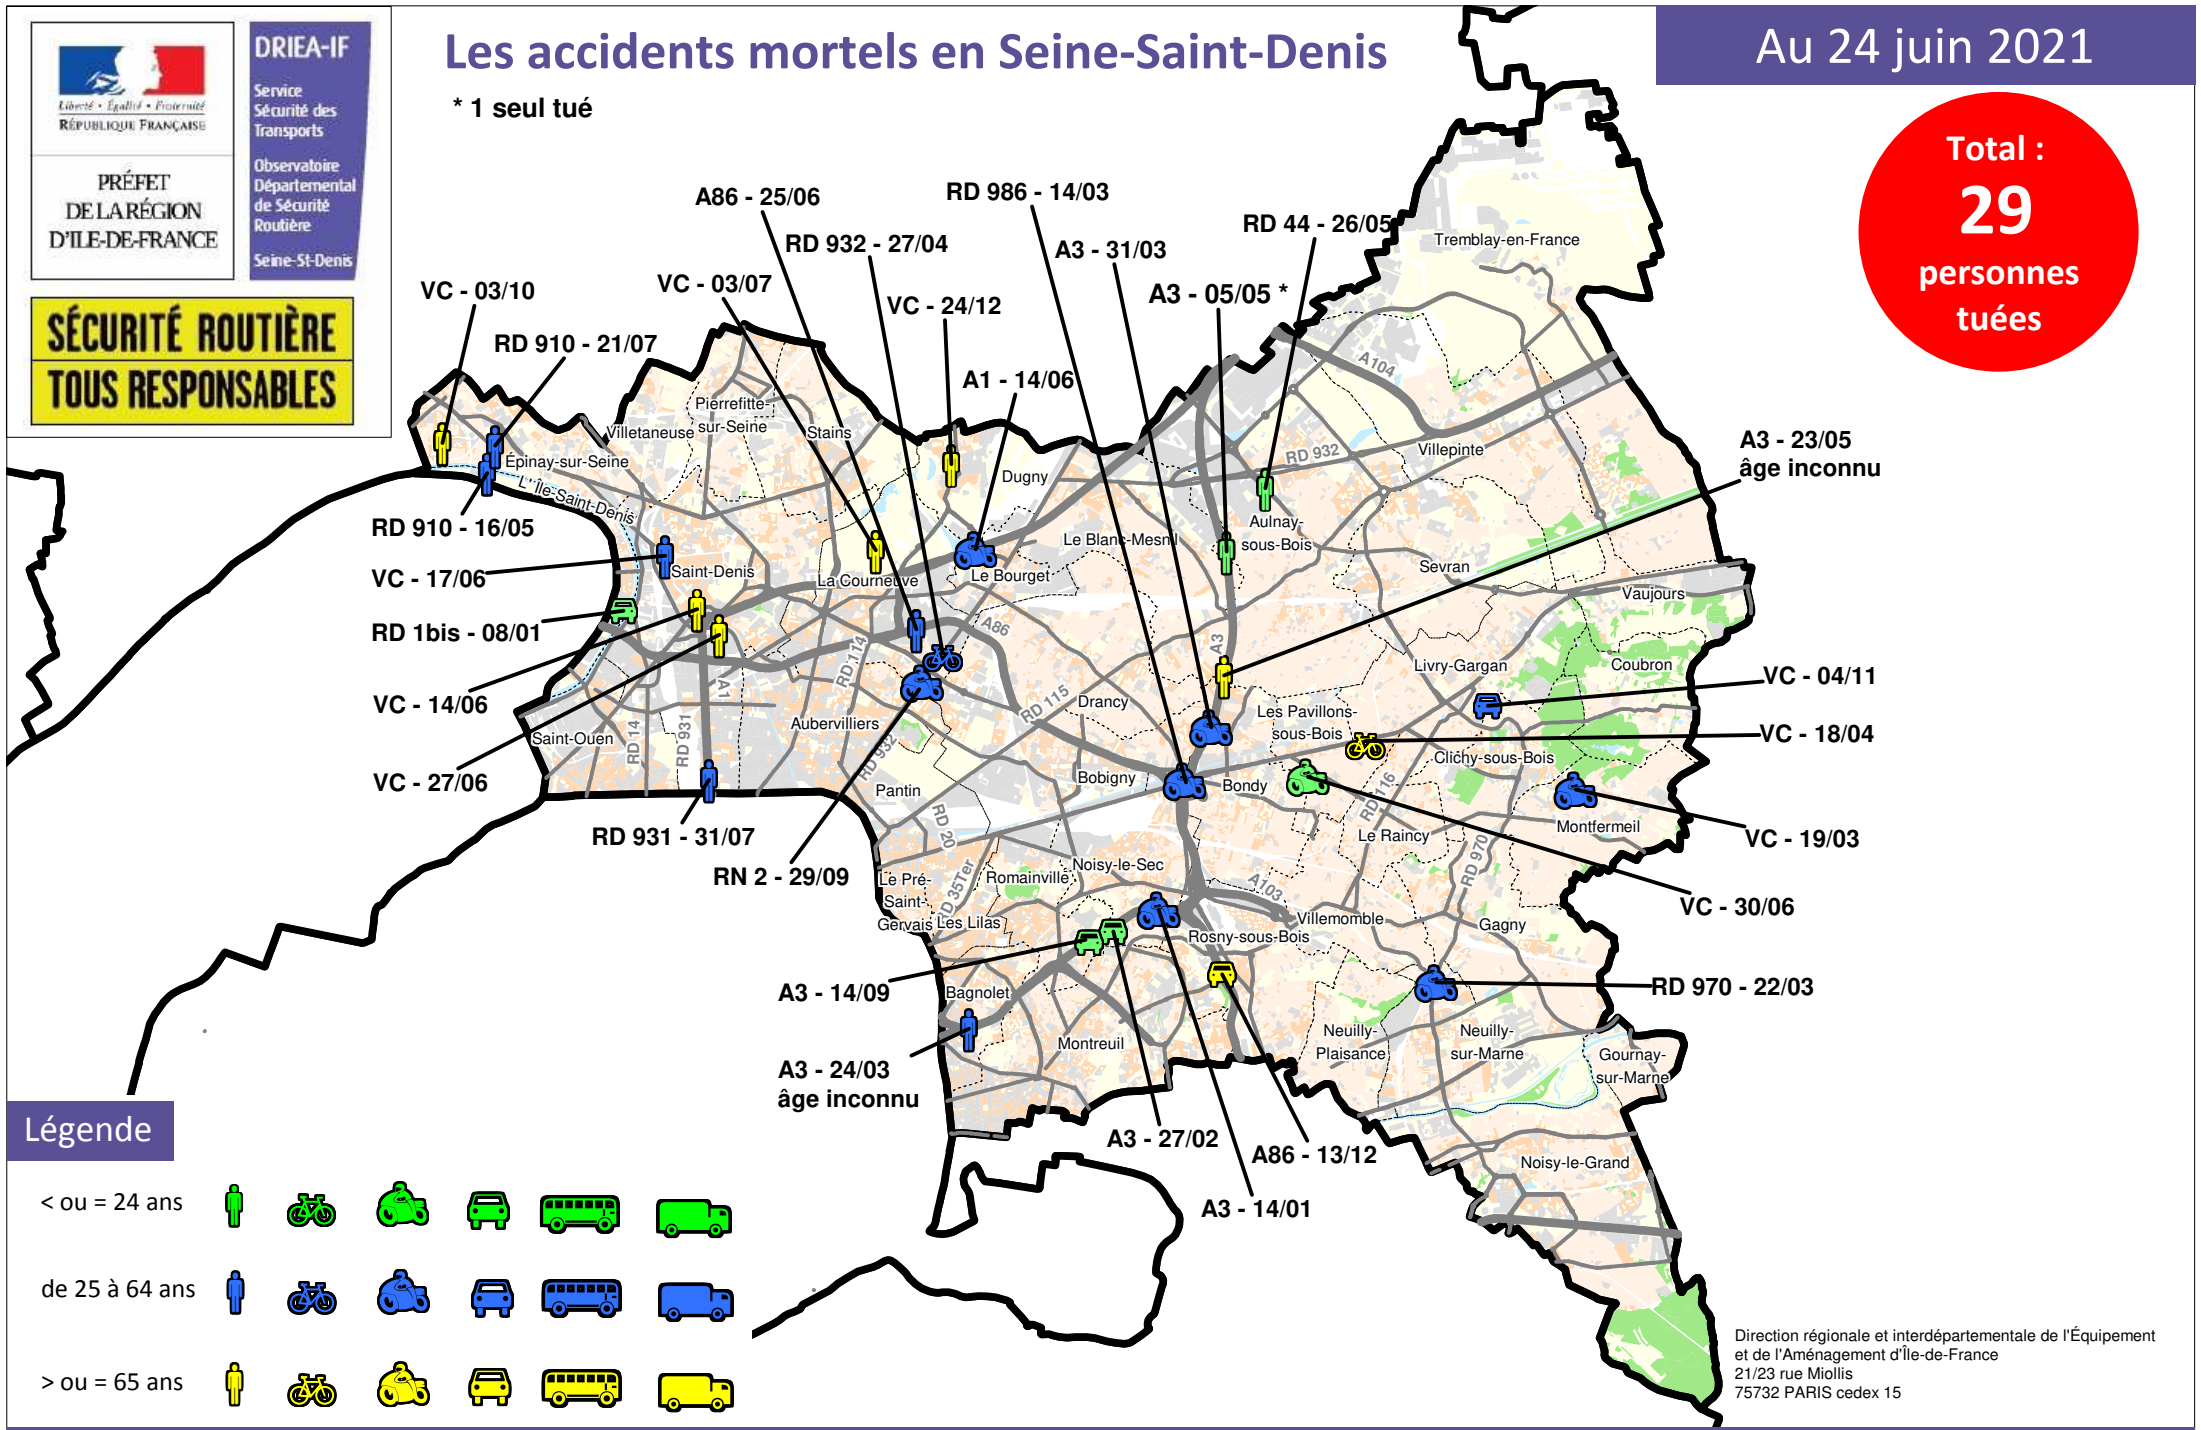 Liberté • Égalité • Fraternité
RÉPUBLIQUE FRANÇAISE
PRÉFET
DE LA RÉGION
D'ILE-DE-FRANCE
DRIEA-IF
Service
Sécurité des
Transports
Observatoire
Départemental
de Sécurité
Routière
Seine-St-Denis
SÉCURITÉ ROUTIÈRE
TOUS RESPONSABLES
Les accidents mortels en Seine-Saint-Denis
* 1 seul tué
Au 24 juin 2021
Total :
29
personnes
tuées
A86 - 25/06
RD 986 - 14/03
RD 932 - 27/04
RD 44 - 26/05
A3 - 31/03
VC - 03/07
A3 - 05/05 *
VC - 03/10
VC - 24/12
RD 910 - 21/07
A1 - 14/06
A3 - 23/05
âge inconnu
RD 910 - 16/05
VC - 17/06
RD 1bis - 08/01
VC - 14/06
VC - 27/06
RD 931 - 31/07
RN 2 - 29/09
VC - 04/11
VC - 18/04
VC - 19/03
VC - 30/06
RD 970 - 22/03
A3 - 14/09
A3 - 24/03
âge inconnu
A3 - 27/02
A86 - 13/12
A3 - 14/01
Tremblay-en-France
A104
Villepinte
RD 932
Pierrefitte-
sur-Seine
Villetaneuse
Stains
Épinay-sur-Seine
L'Île-Saint-Denis
Dugny
Aulnay-
sous-Bois
Le Blanc-Mesnil
Le Bourget
La Courneuve
Saint-Denis
Sevran
Vaujours
Coubron
Livry-Gargan
A86
A3
RD 114
RD 115
A1
Drancy
Les Pavillons-
sous-Bois
Aubervilliers
Saint-Ouen
RD 14
RD 931
RD 932
Clichy-sous-Bois
Bobigny
Bondy
Pantin
RD 116
Montfermeil
Le Raincy
RD 20
RD 970
Noisy-le-Sec
Romainville
Le Pré-
Saint-
Gervais
RD 35Ter
Les Lilas
A103
Villemomble
Rosny-sous-Bois
Gagny
Bagnolet
Montreuil
Neuilly-
Plaisance
Neuilly-
sur-Marne
Gournay-
sur-Marne
Noisy-le-Grand
Légende
< ou = 24 ans
de 25 à 64 ans
> ou = 65 ans
Direction régionale et interdépartementale de l'Équipement
et de l'Aménagement d'Île-de-France
21/23 rue Miollis
75732 PARIS cedex 15